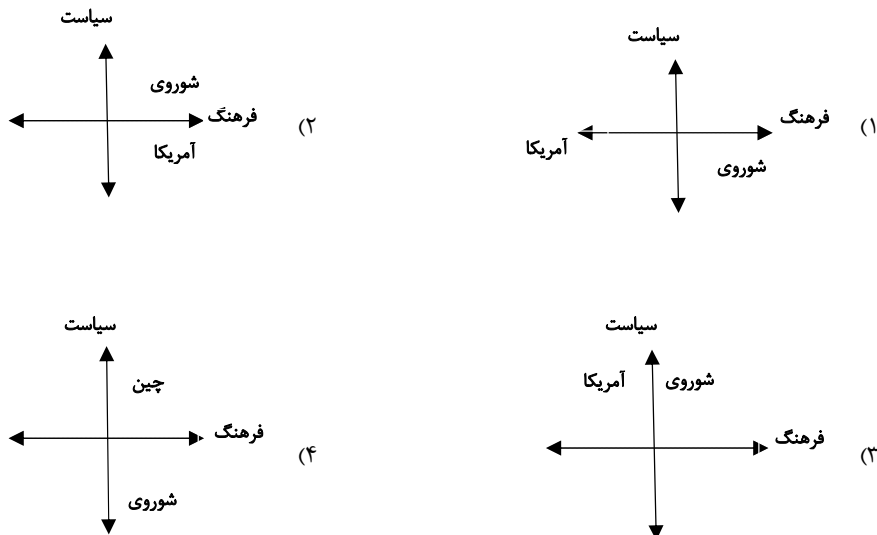 سیاست
فرهنگ
۱)
آمریکا
شوروی
سیاست
شوروی
فرهنگ
۲)
آمریکا
سیاست
آمریکا شوروی
فرهنگ
۳)
سیاست
چین
فرهنگ
۴)
شوروی